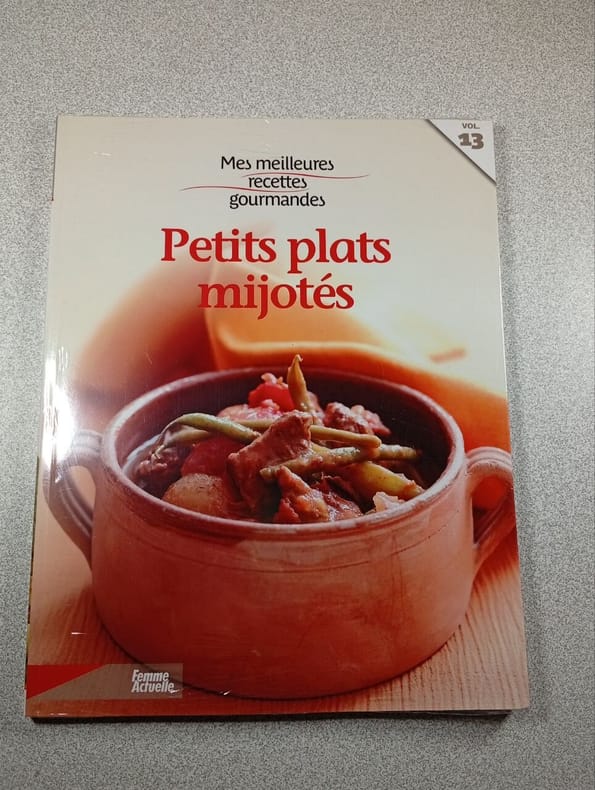 VOL.
13
Mes meilleures
recettes
gourmandes
Petits plats
mijotés
Femme
Actuelle